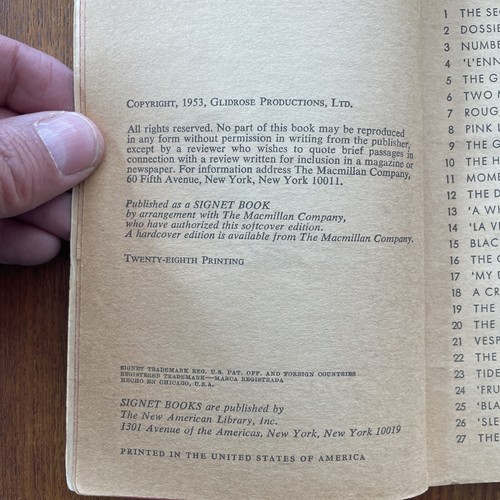 COPYRIGHT, 1953, GLIDROSE PRODUCTIONS, LTD.
All rights reserved. No part of this book may be reproduced
in any form without permission in writing from the publisher,
except by a reviewer who wishes to quote brief passages in
connection with a review written for inclusion in a magazine or
newspaper. For information address The Macmillan Company,
60 Fifth Avenue, New York, New York 10011.
Published as a SIGNET BOOK
by arrangement with The Macmillan Company,
who have authorized this softcover edition.
A hardcover edition is available from The Macmillan Company.
TWENTY-EIGHTH PRINTING
SIGNET TRADEMARK REG. U.S. PAT. OFF. AND FOREIGN COUNTRIES
REGISTERED TRADEMARK—MARCA REGISTRADA
HECHO EN CHICAGO, U.S.A.
SIGNET BOOKS are published by
The New American Library, Inc.
1301 Avenue of the Americas, New York, New York 10019
PRINTED IN THE UNITED STATES OF AMERICA
1 THE SE
2 DOSSIE
3 NUMBE
4 'L'ENN
5 THE G
6 TWO M
7 ROUG
8 PINK
9 THE G
10 THE H
11 MOME
12 THE D
13 'A WH
14 'LA VI
15 BLAC
16 THE
17 'MY D
18 A CR
19 THE
20 THE
21 VESP
22 THE
23 TIDE
24 'FRU
25 'BLA
26 'SLE
27 THE